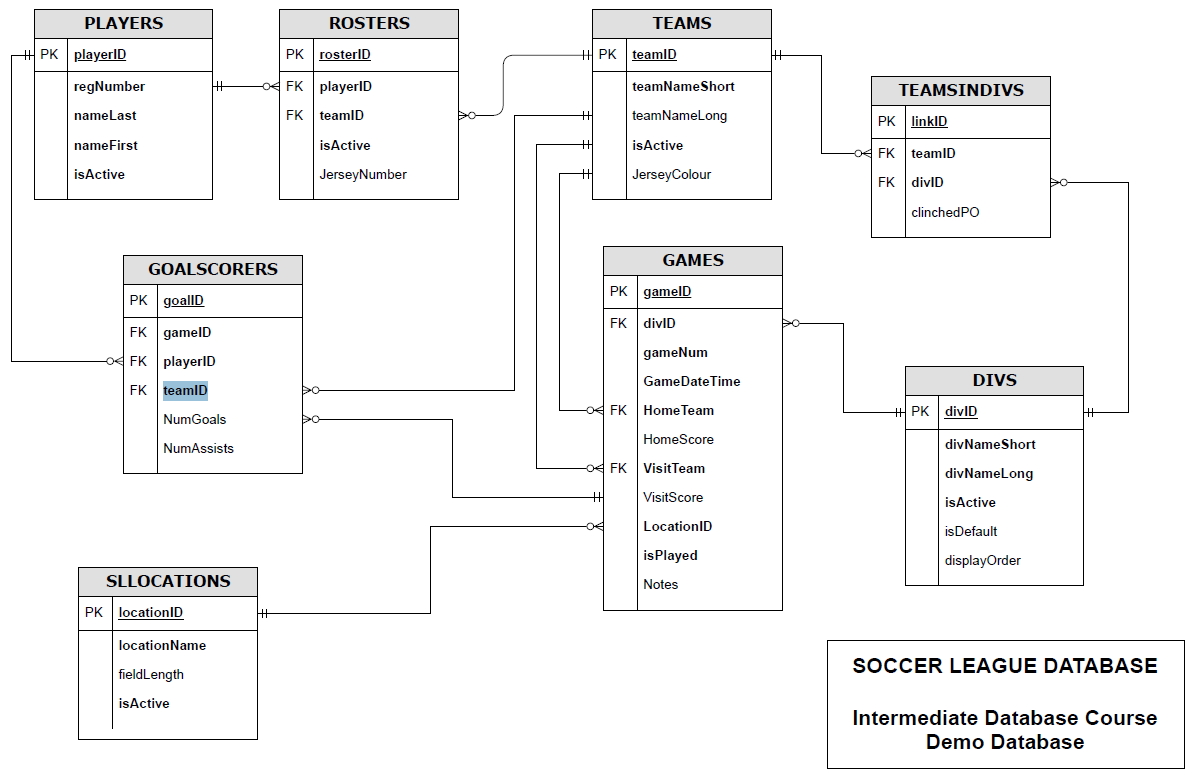 PLAYERS
PK playerID
regNumber
nameLast
nameFirst
isActive
ROSTERS
PK rosterID
FK playerID
FK teamID
isActive
JerseyNumber
TEAMS
PK teamID
teamNameShort
teamNameLong
isActive
JerseyColour
TEAMSINDIVS
PK linkID
FK teamID
FK divID
clinchedPO
GOALSCORERS
PK goalID
FK gameID
FK playerID
FK teamID
NumGoals
NumAssists
GAMES
PK gameID
FK divID
gameNum
GameDateTime
FK HomeTeam
HomeScore
FK VisitTeam
VisitScore
LocationID
isPlayed
Notes
DIVS
PK divID
divNameShort
divNameLong
isActive
isDefault
displayOrder
SLLOCATIONS
PK locationID
locationName
fieldLength
isActive
SOCCER LEAGUE DATABASE
Intermediate Database Course
Demo Database